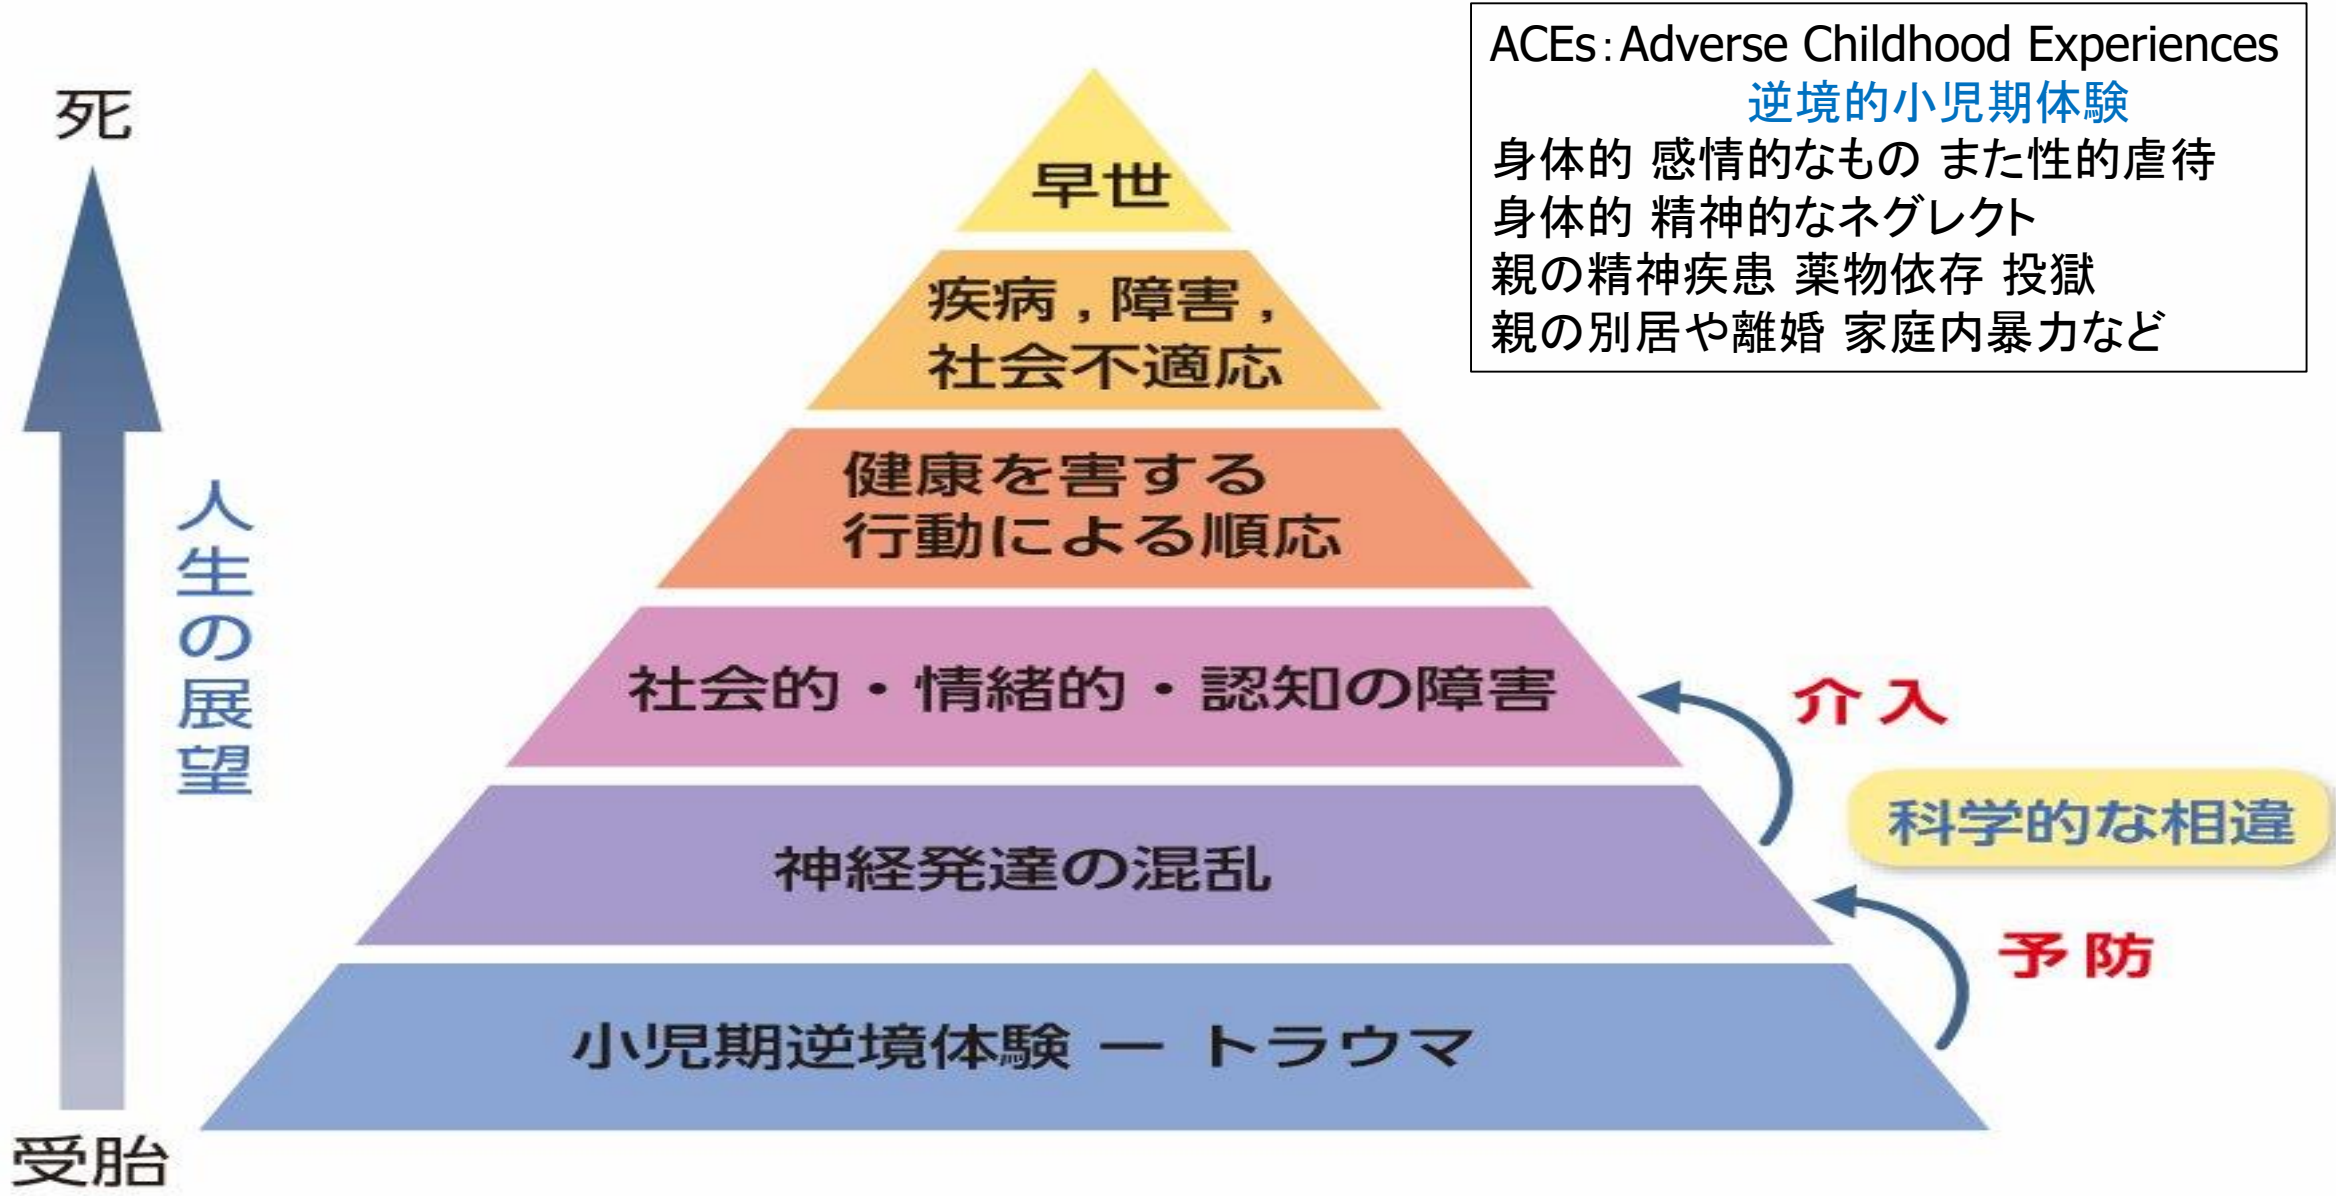 ACEs:Adverse Childhood Experiences
逆境的小児期体験
身体的 感情的なもの また性的虐待
身体的 精神的なネグレクト
親の精神疾患 薬物依存 投獄
親の別居や離婚 家庭内暴力など
死
人生の展望
受胎
早世
疾病,障害,
社会不適応
健康を害する
行動による順応
社会的・情緒的・認知の障害
神経発達の混乱
小児期逆境体験 ー トラウマ
介入
科学的な相違
予防